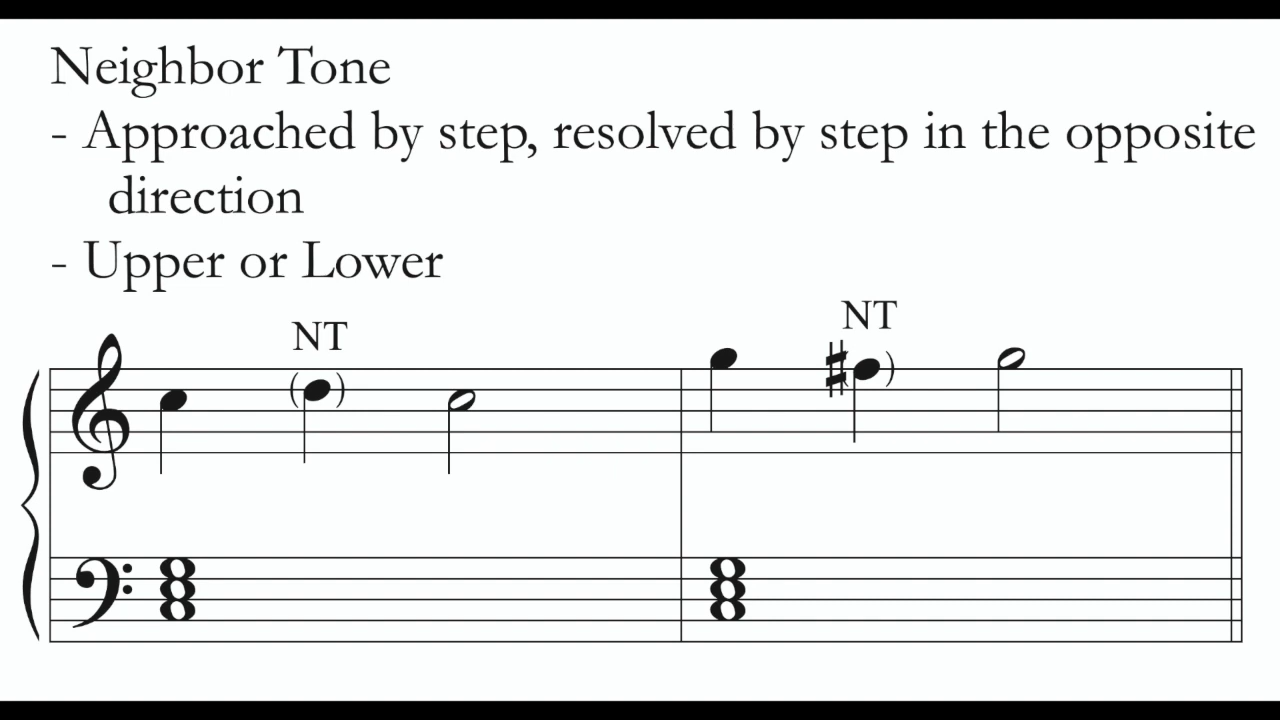 Neighbor Tone
- Approached by step, resolved by step in the opposite
direction
- Upper or Lower
NT
NT